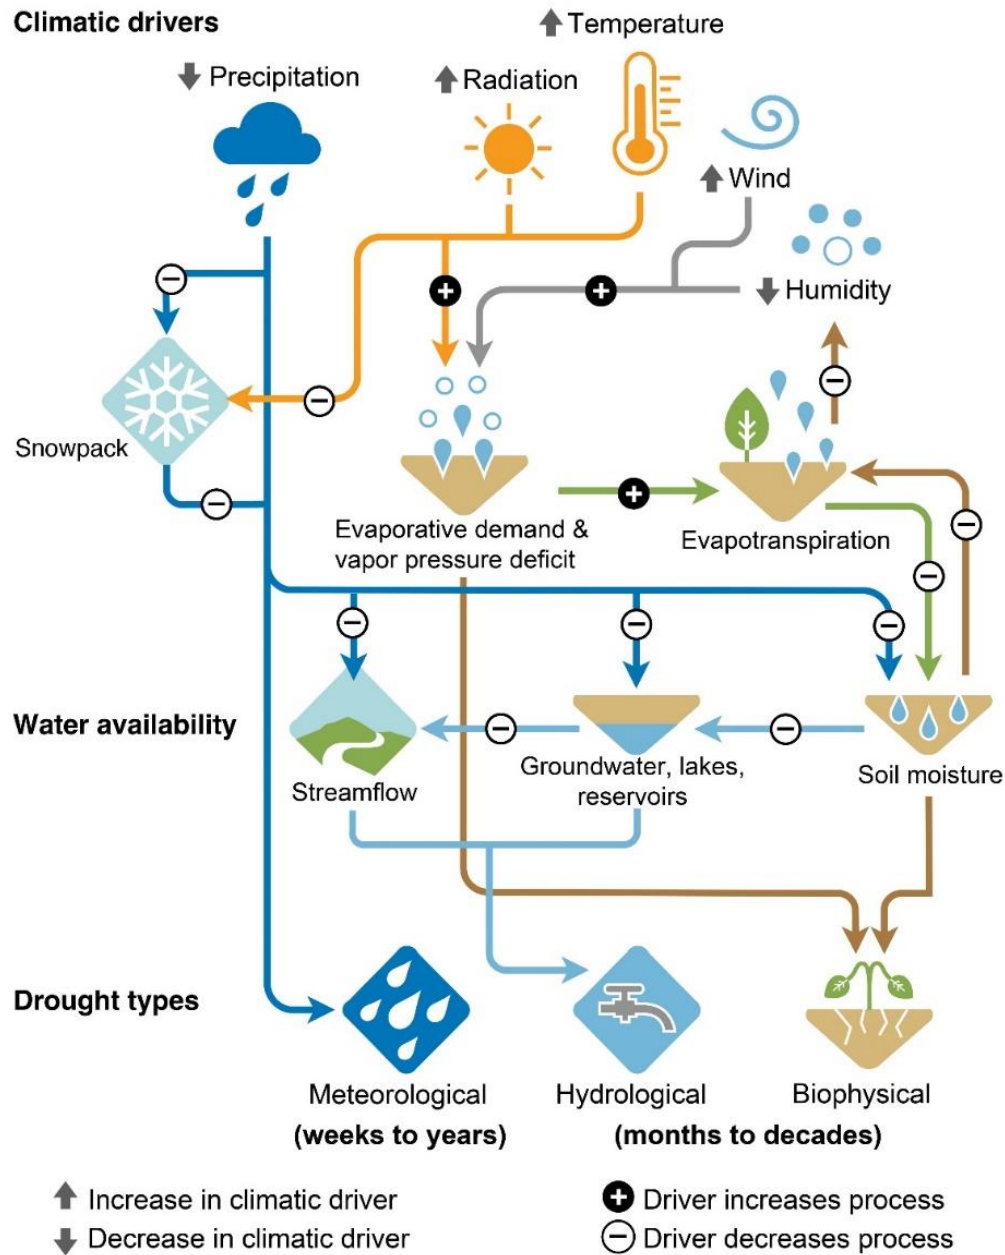 Climatic drivers
Temperature
Precipitation
Radiation
Wind
Humidity
Snowpack
Evaporative demand &
vapor pressure deficit
Evapotranspiration
Water availability
Streamflow
Groundwater, lakes,
reservoirs
Soil moisture
Drought types
Meteorological
Hydrological
Biophysical
(weeks to years)
(months to decades)
Increase in climatic driver
Driver increases process
Decrease in climatic driver
Driver decreases process